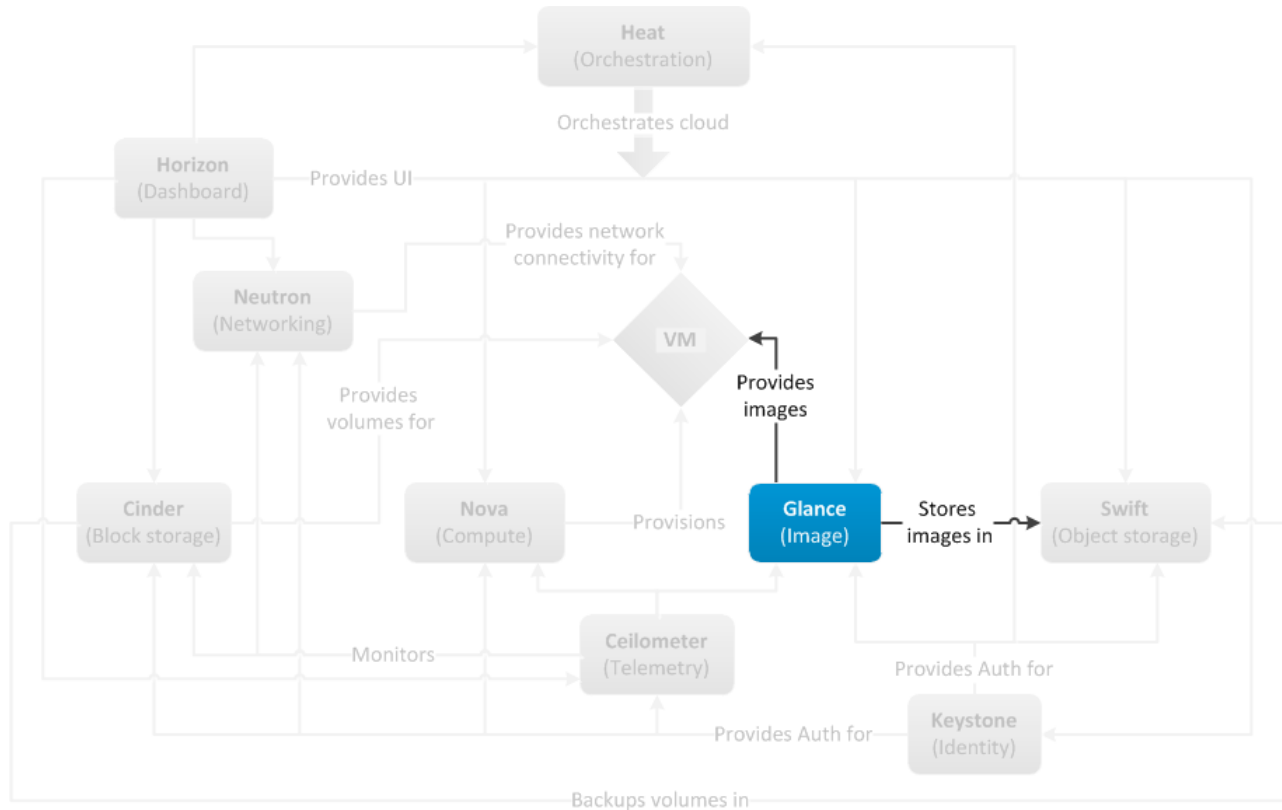 Heat
(Orchestration)
Orchestrates cloud
Horizon
(Dashboard)
Provides UI
Provides network
connectivity for
Neutron
(Networking)
VM
Provides
images
Provides
volumes for
Cinder
(Block storage)
Nova
(Compute)
Provisions
Glance
(Image)
Stores
images in
Swift
(Object storage)
Ceilometer
(Telemetry)
Monitors
Provides Auth for
Keystone
(Identity)
Provides Auth for
Backups volumes in